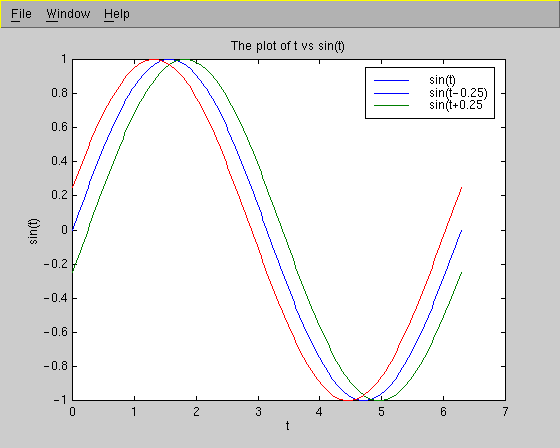 File Window Help
The plot of t vs sin(t)
sin(t)
sin(t−0.25)
sin(t+0.25
1
0.8
0.6
0.4
0.2
0
−0.2
−0.4
−0.6
−0.8
−1
sin(t)
0 1 2 3 4 5 6 7
t